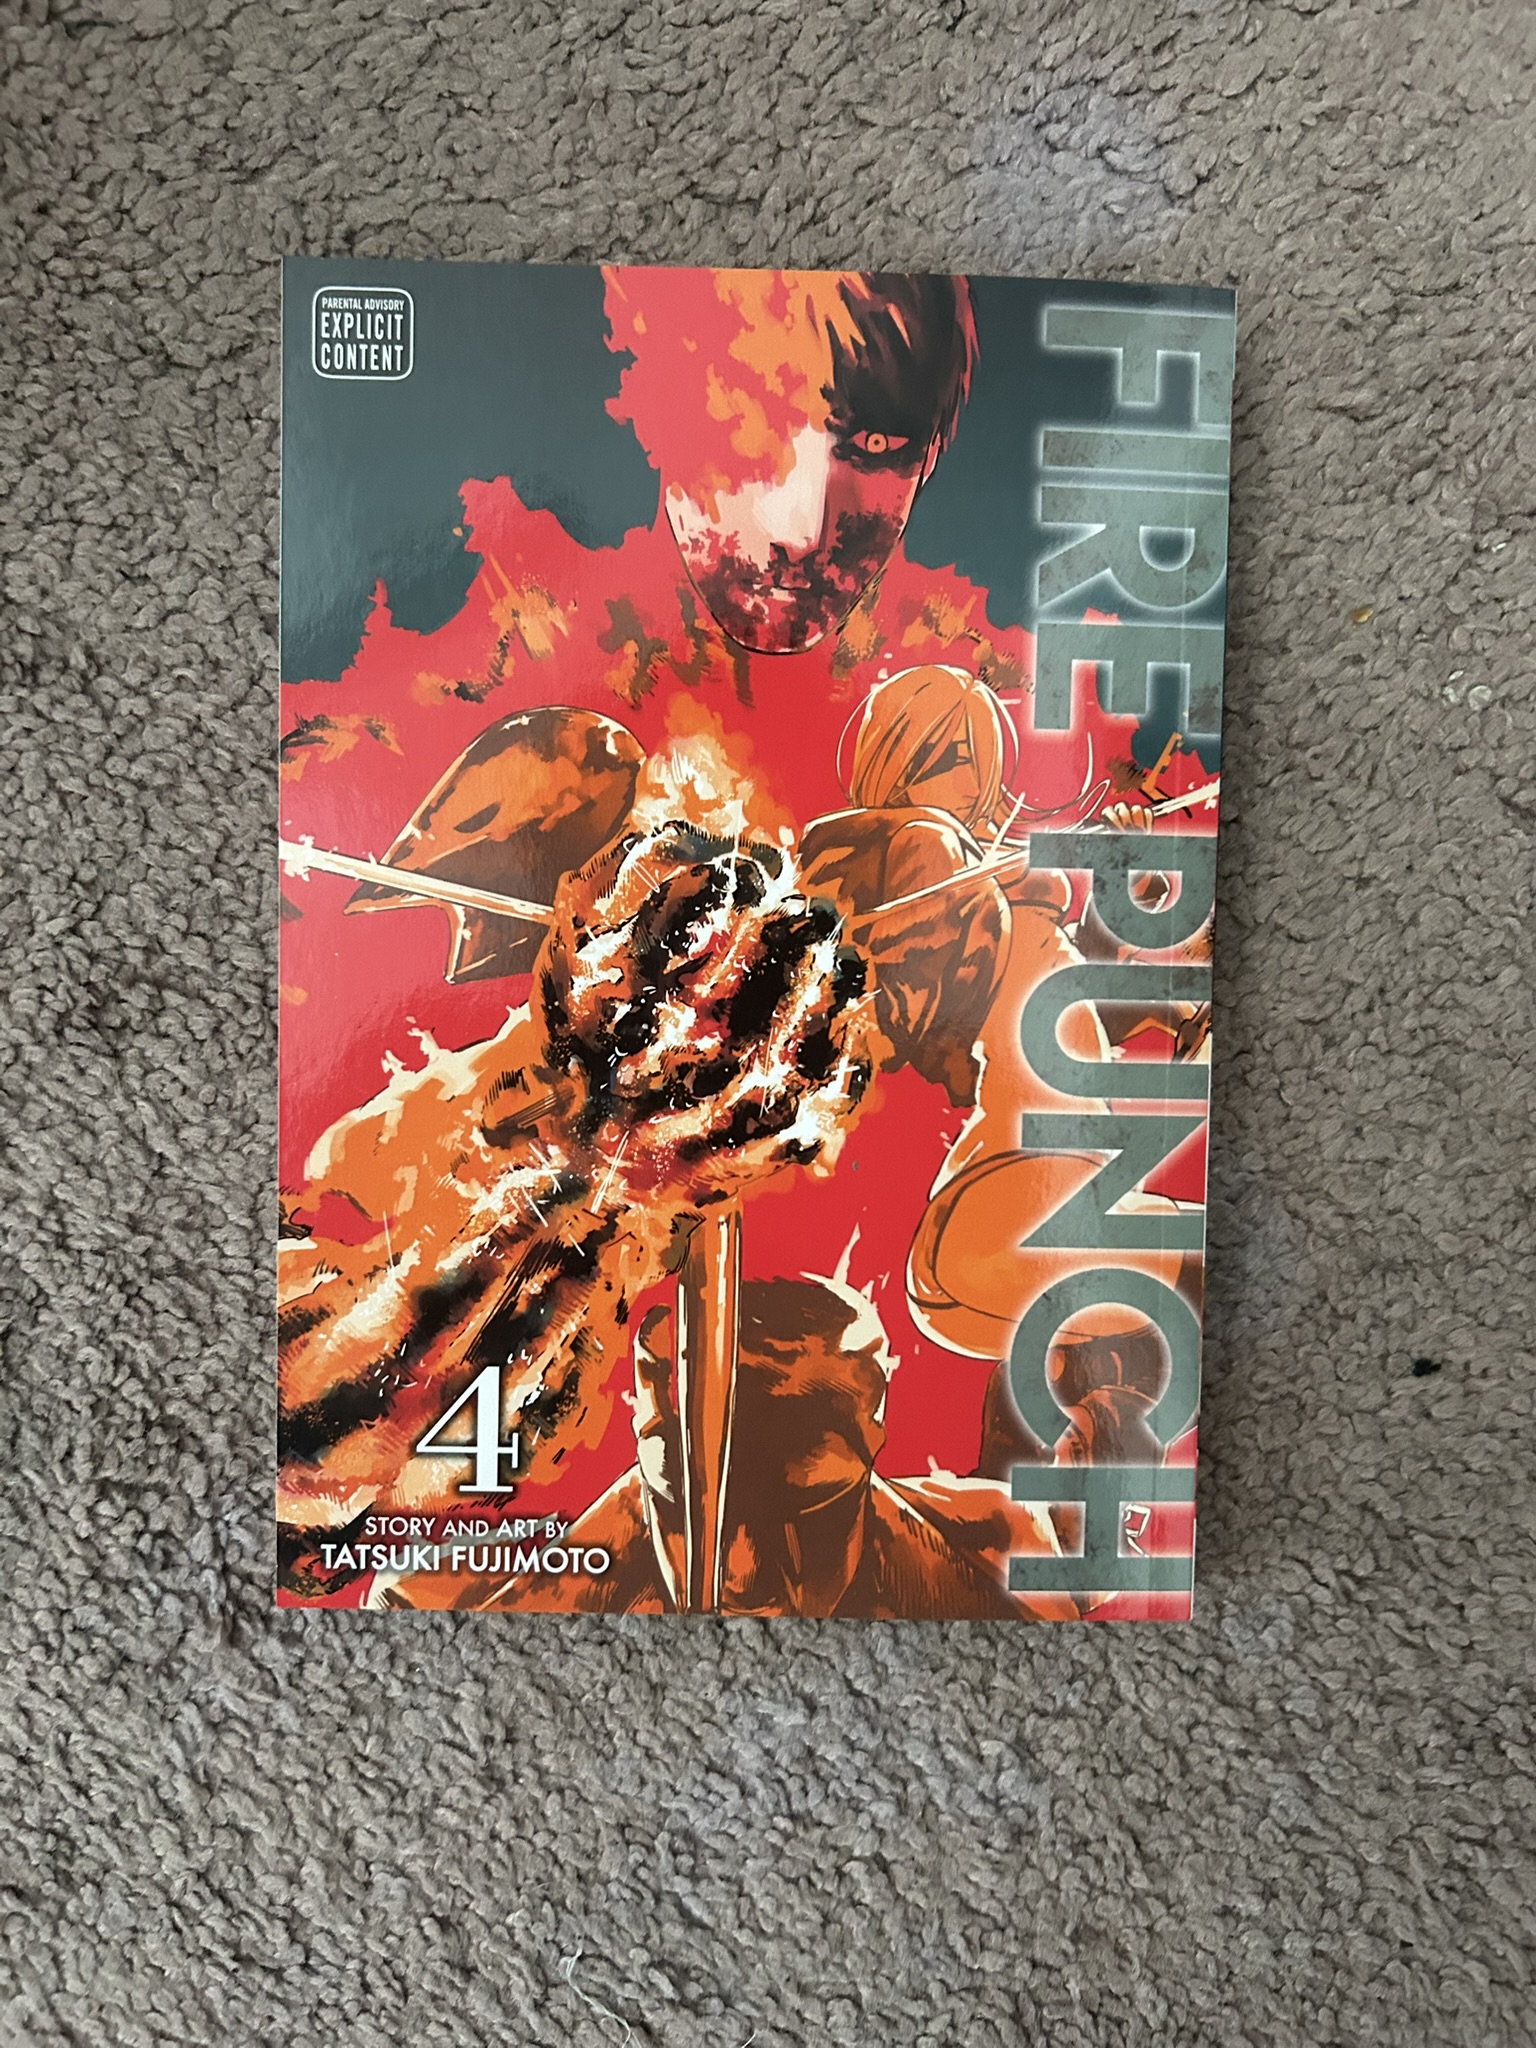 PARENTAL ADVISORY
EXPLICIT
CONTENT
FIRE PUNCH
4
STORY AND ART BY
TATSUKI FUJIMOTO